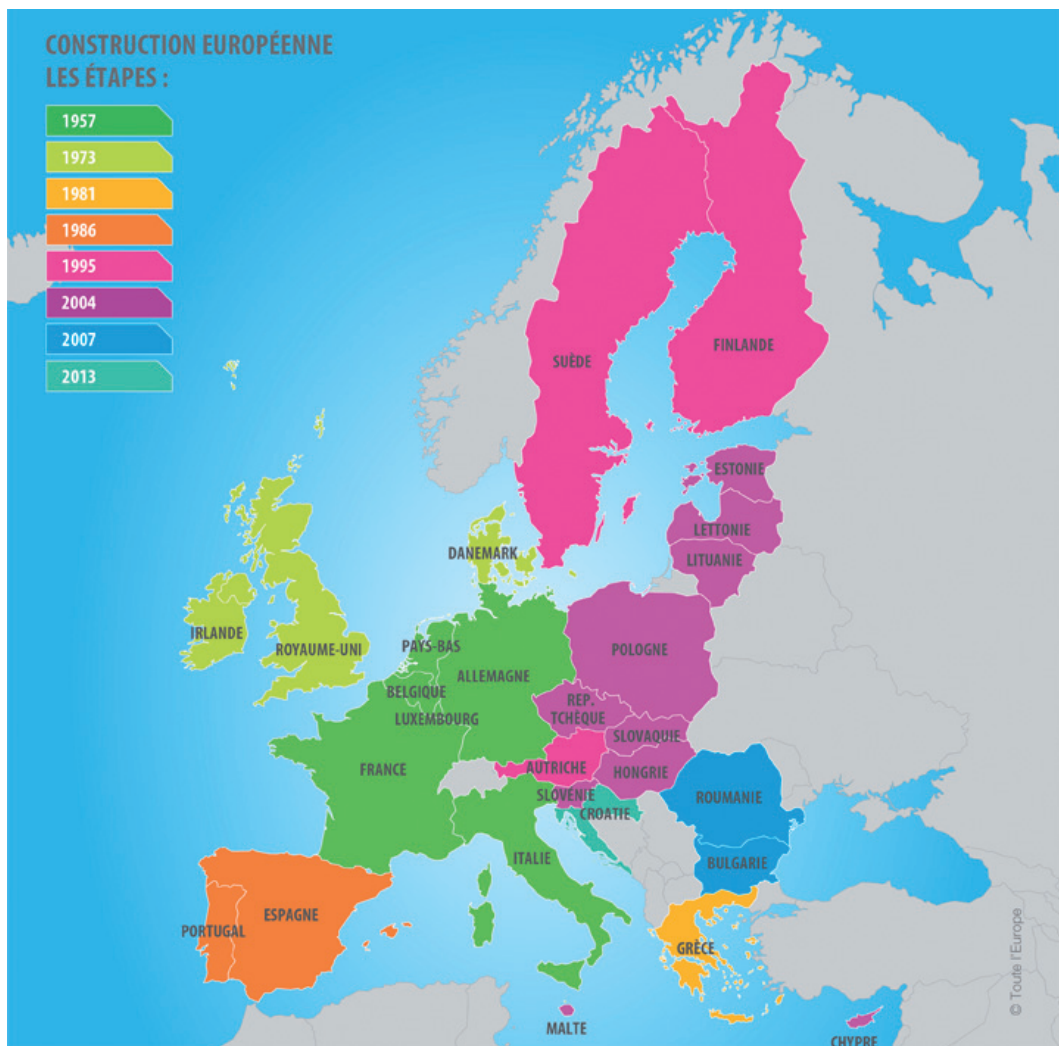 CONSTRUCTION EUROPÉENNE
LES ÉTAPES :
1957
1973
1981
1986
1995
2004
2007
2013
SUÈDE
FINLANDE
ESTONIE
LETTONIE
LITUANIE
DANEMARK
IRLANDE
ROYAUME-UNI
PAYS-BAS
POLOGNE
ALLEMAGNE
BELGIQUE
LUXEMBOURG
RÉP.
TCHÈQUE
SLOVAQUIE
FRANCE
AUTRICHE
HONGRIE
SLOVÉNIE
CROATIE
ROUMANIE
ITALIE
BULGARIE
ESPAGNE
PORTUGAL
GRÈCE
MALTE
CHYPRE
© Toute l'Europe